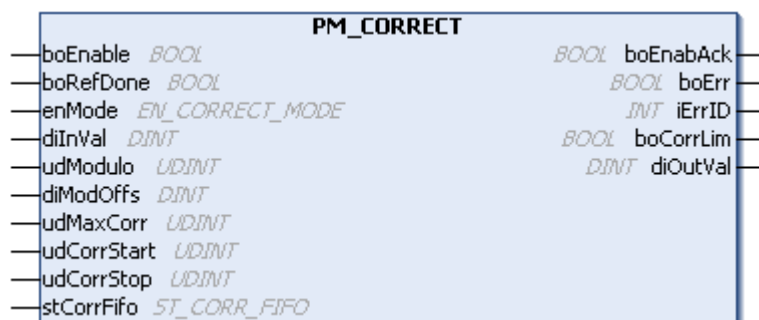 PM_CORRECT
boEnable BOOL BOOL boEnabAck
boRefDone BOOL BOOL boErr
enMode EN_CORRECT_MODE INT iErrID
diInVal DINT BOOL boCorrLim
udModulo UDINT DINT diOutVal
diModOffs DINT
udMaxCorr UDINT
udCorrStart UDINT
udCorrStop UDINT
stCorrFifo ST_CORR_FIFO